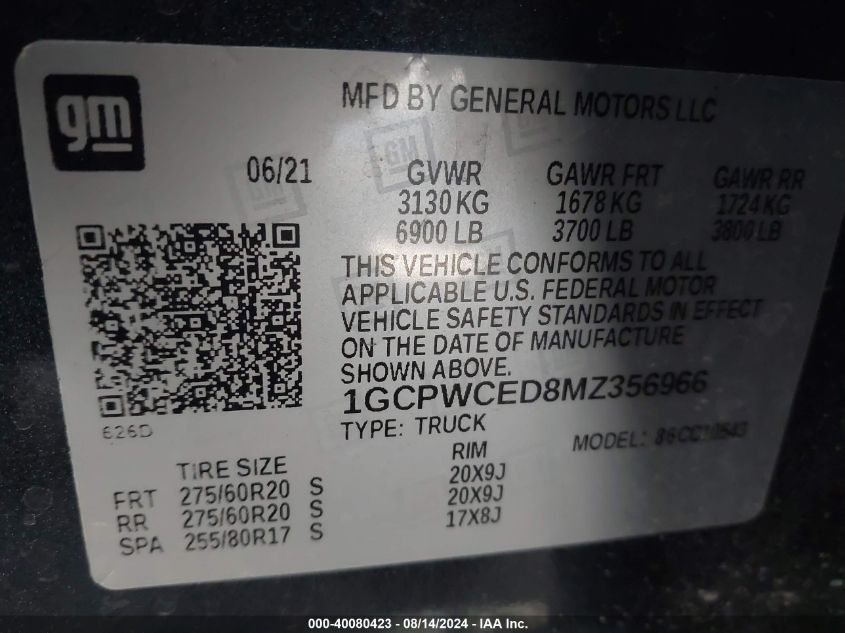 gm
MFD BY GENERAL MOTORS LLC
06/21
GVWR GAWR FRT GAWR RR
3130 KG 1678 KG 1724 KG
6900 LB 3700 LB 3800 LB
THIS VEHICLE CONFORMS TO ALL
APPLICABLE U.S. FEDERAL MOTOR
VEHICLE SAFETY STANDARDS IN EFFECT
ON THE DATE OF MANUFACTURE
SHOWN ABOVE.
1GCPWCED8MZ356966
626D
TYPE: TRUCK MODEL:
TIRE SIZE RIM
FRT 275/60R20 S 20X9J
RR 275/60R20 S 20X9J
SPA 255/80R17 S 17X8J
000-40080423 - 08/14/2024 - IAA Inc.